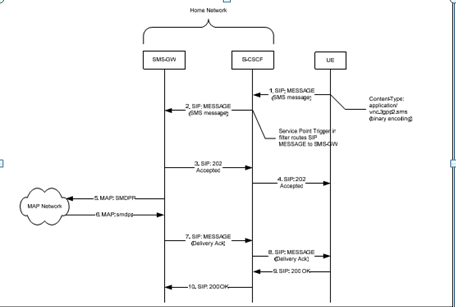 Home Network
SMS-GW
S-CSCF
UE
1. SIP: MESSAGE
(SMS message)
2. SIP: MESSAGE
(SMS message)
Content-Type:
application/
vnd.3gpp2.sms
(binary encoding)
Service Point Trigger in
filter routes SIP
MESSAGE to SMS-GW
3. SIP: 202
Accepted
4. SIP: 202
Accepted
5. MAP: SMDPP
MAP Network
6. MAP: smdpp
7. SIP: MESSAGE
(Delivery Ack)
8. SIP: MESSAGE
(Delivery Ack)
9. SIP: 200 OK
10. SIP: 200 OK